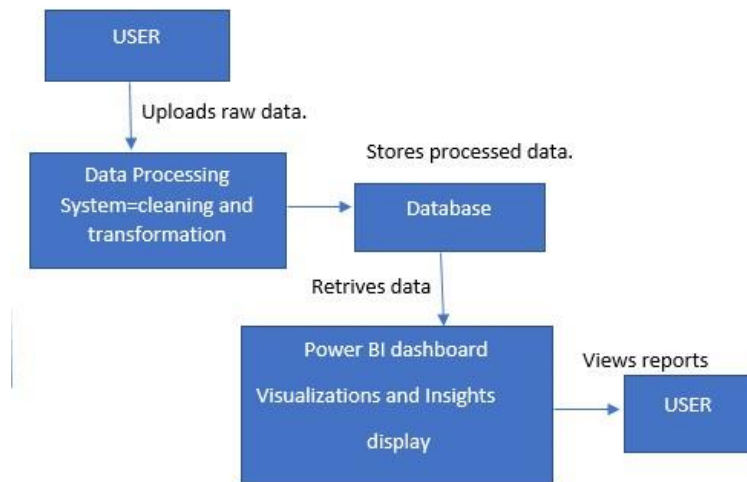 USER
Uploads raw data.
Data Processing
System=cleaning and
transformation
Stores processed data.
Database
Retrives data
Power BI dashboard
Visualizations and Insights
display
Views reports
USER